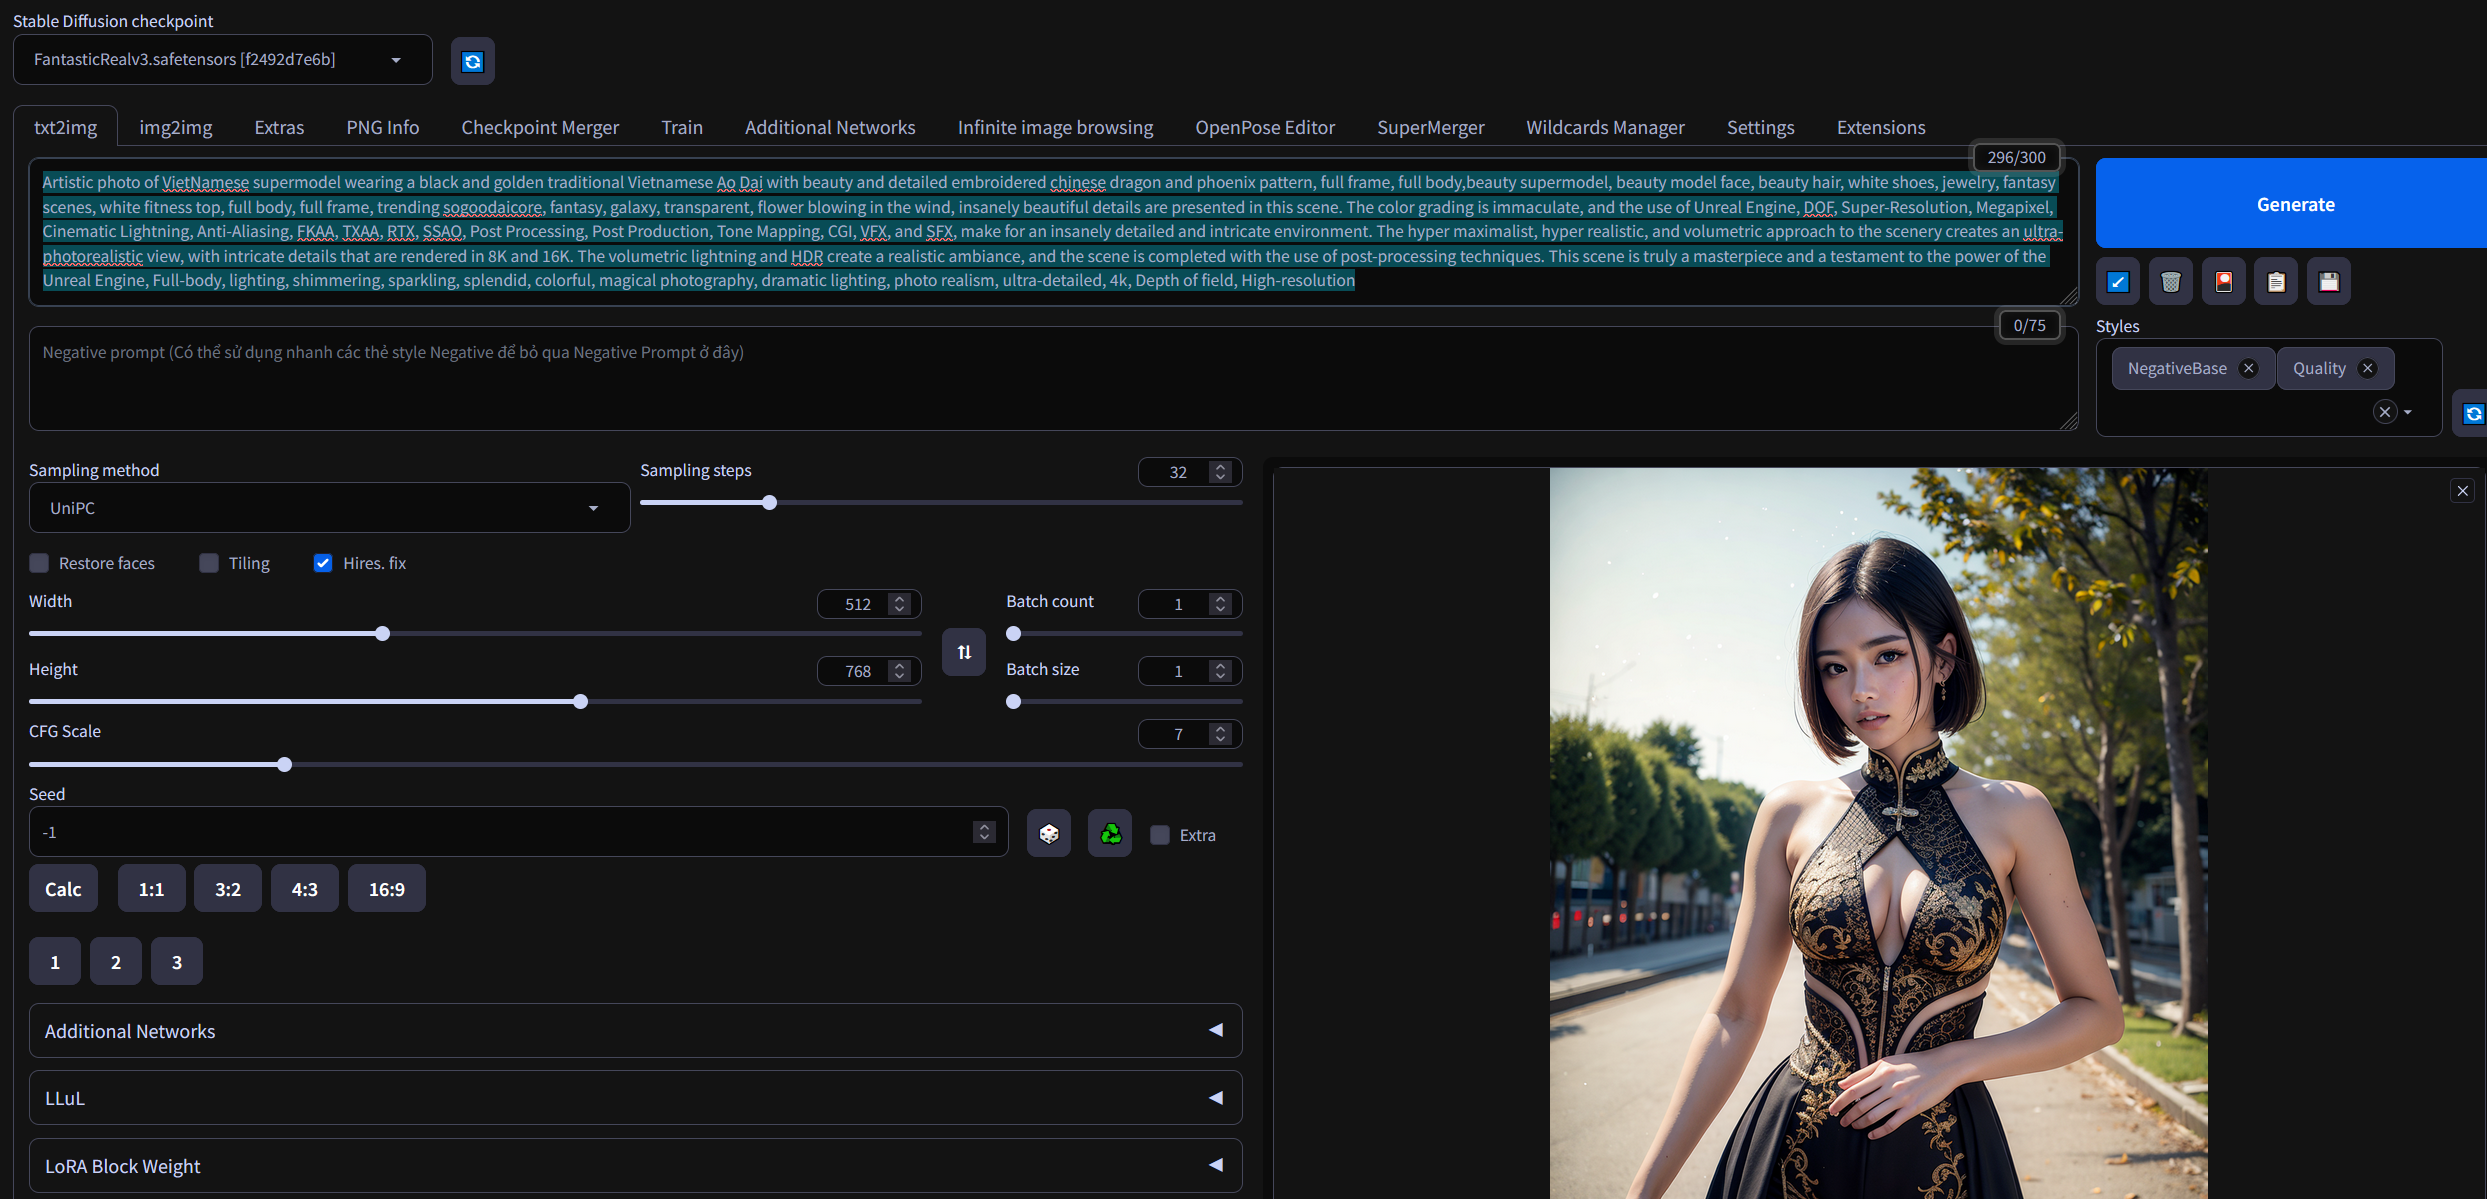 Stable Diffusion checkpoint
FantasticRealv3.safetensors [f2492d7e6b]
txt2img img2img Extras PNG Info Checkpoint Merger Train Additional Networks Infinite image browsing OpenPose Editor SuperMerger Wildcards Manager Settings Extensions
296/300
Artistic photo of VietNamese supermodel wearing a black and golden traditional Vietnamese Ao Dai with beauty and detailed embroidered chinese dragon and phoenix pattern, full frame, full body,beauty supermodel, beauty model face, beauty hair, white shoes, jewelry, fantasy
scenes, white fitness top, full body, full frame, trending sogoodaicore, fantasy, galaxy, transparent, flower blowing in the wind, insanely beautiful details are presented in this scene. The color grading is immaculate, and the use of Unreal Engine, DOF, Super-Resolution, Megapixel,
Cinematic Lightning, Anti-Aliasing, FKAA, TXAA, RTX, SSAO, Post Processing, Post Production, Tone Mapping, CGI, VFX, and SFX, make for an insanely detailed and intricate environment. The hyper maximalist, hyper realistic, and volumetric approach to the scenery creates an ultra-
photorealistic view, with intricate details that are rendered in 8K and 16K. The volumetric lightning and HDR create a realistic ambiance, and the scene is completed with the use of post-processing techniques. This scene is truly a masterpiece and a testament to the power of the
Unreal Engine, Full-body, lighting, shimmering, sparkling, splendid, colorful, magical photography, dramatic lighting, photo realism, ultra-detailed, 4k, Depth of field, High-resolution
Generate
0/75
Negative prompt (Có thể sử dụng nhanh các thẻ style Negative để bỏ qua Negative Prompt ở đây)
Styles
NegativeBase Quality
Sampling method
UniPC
Sampling steps 32
Restore faces Tiling Hires. fix
Width 512
Batch count 1
Height 768
Batch size 1
CFG Scale 7
Seed
-1
Extra
Calc 1:1 3:2 4:3 16:9
1 2 3
Additional Networks
LLuL
LoRA Block Weight